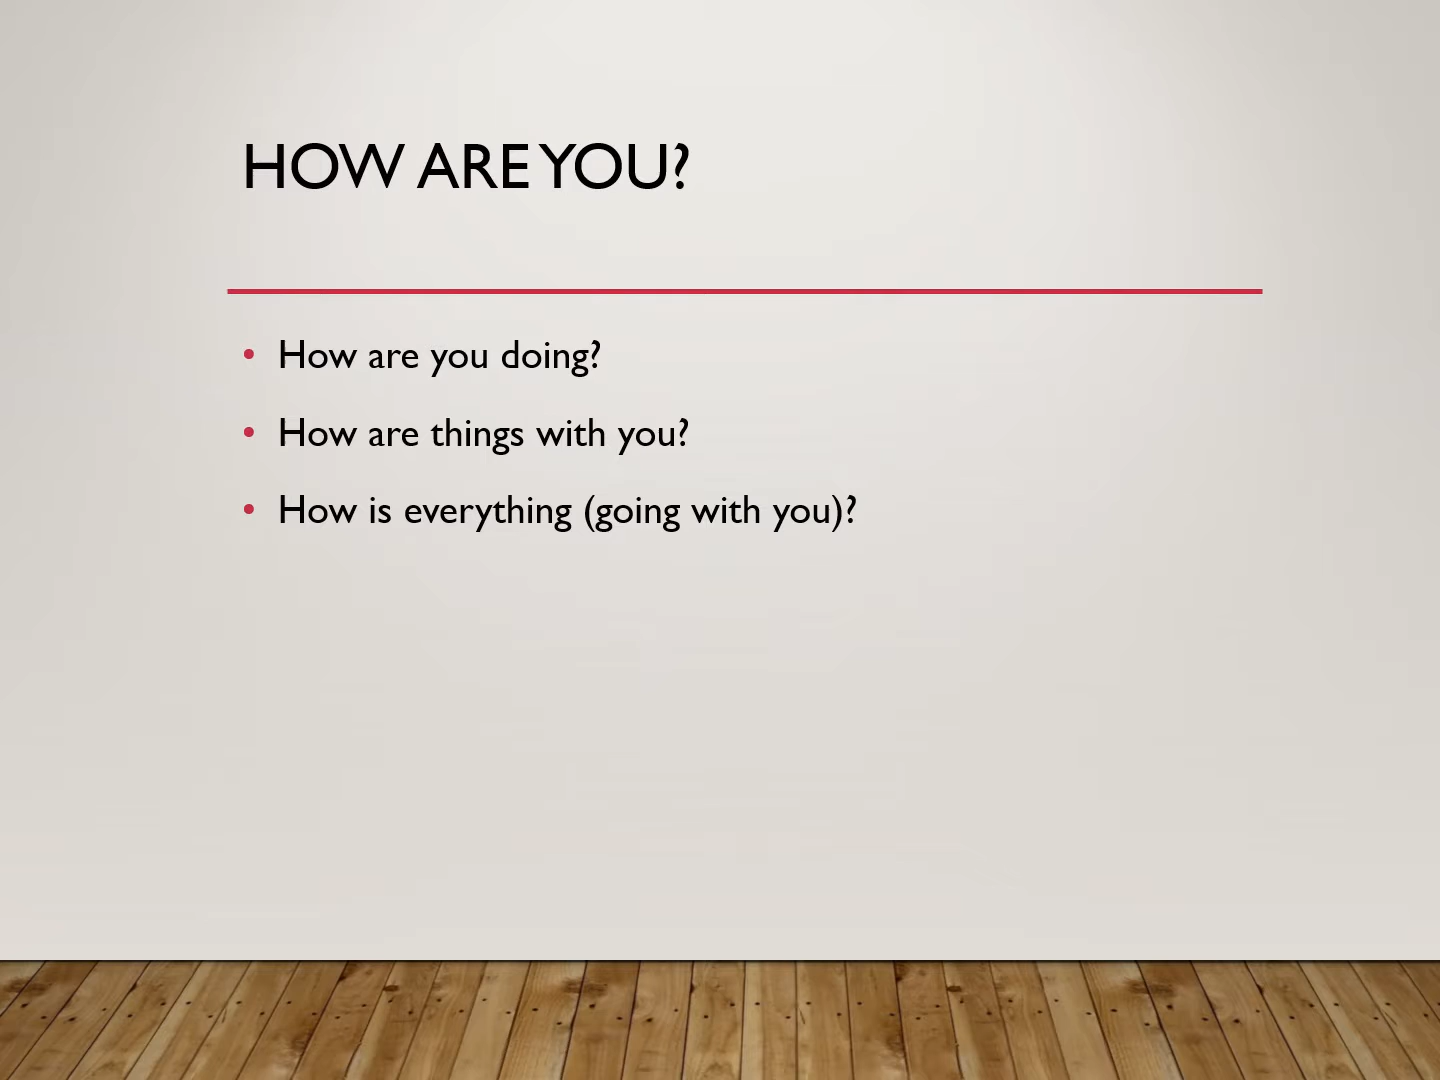 HOW ARE YOU?
• How are you doing?
• How are things with you?
• How is everything (going with you)?